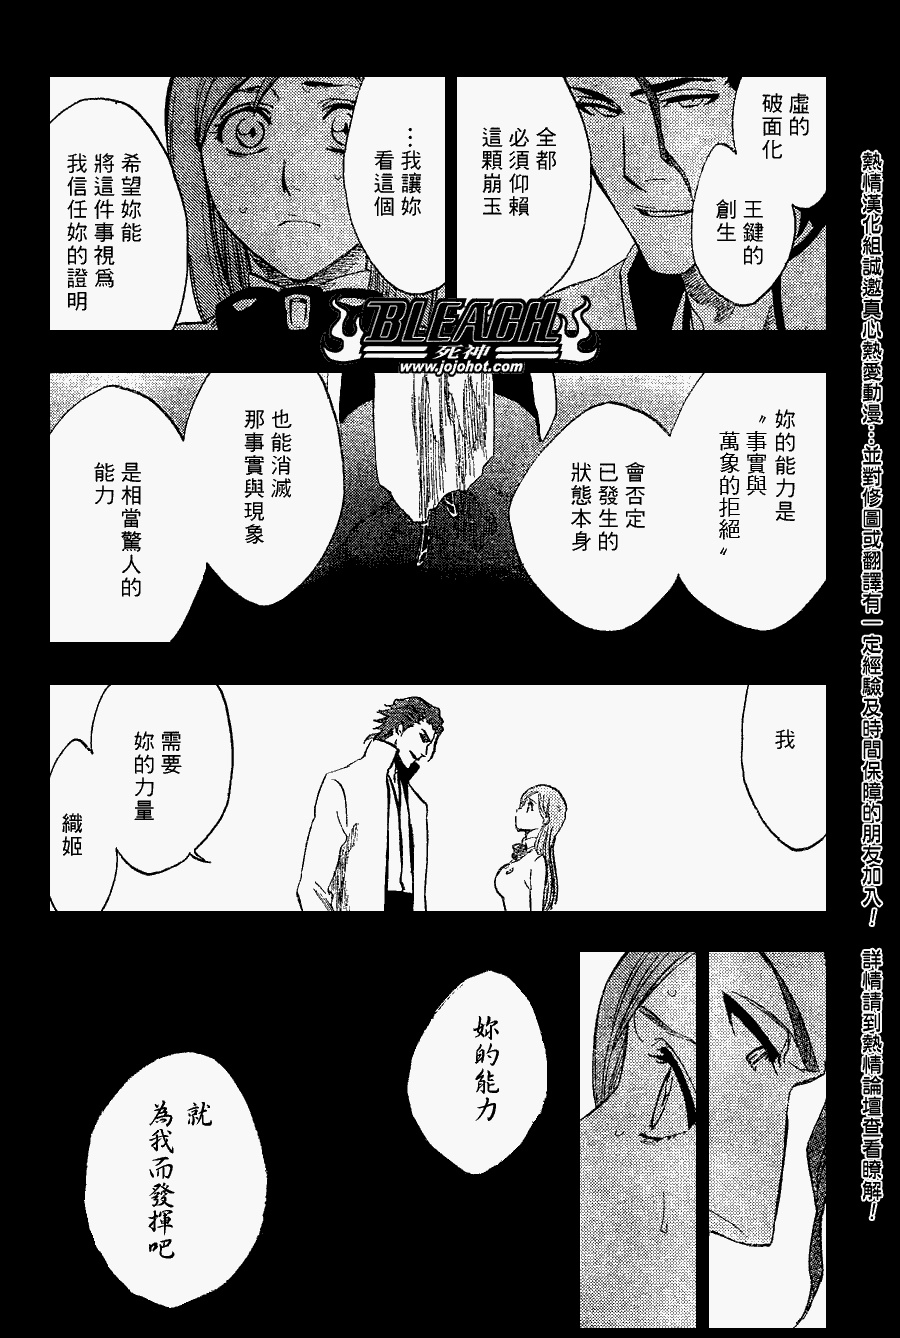 虛的
破面化
王鍵的
創生
全都
必須仰賴
這顆崩玉
…我讓妳
看這個
希望妳能
將這件事視爲
我信任妳的證明
BLEACH
死神
www.jojohot.com
妳的能力是
〝事實與
萬象的拒絕〞
會否定
已發生的
狀態本身
也能消滅
那事實與現象
是相當驚人的
能力
我
需要
妳的力量
織姬
妳的能力
就
為我而發揮吧
熱情漢化組誠邀真心熱愛動漫…並對修圖或翻譯有一定經驗及時間保障的朋友加入！ 詳情請到熱情論壇查看瞭解！